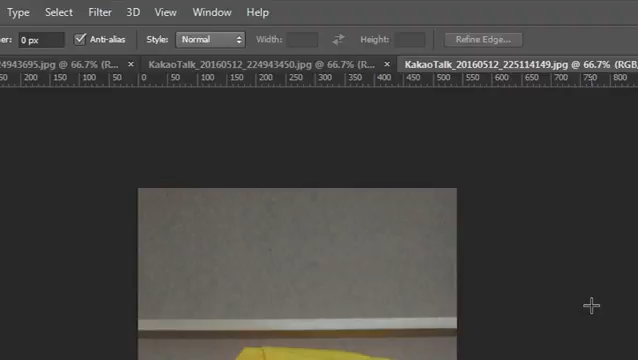 Type Select Filter 3D View Window Help
er: 0 px Anti-alias Style: Normal Width: Height: Refine Edge...
24943695.jpg @ 66.7% (R... × KakaoTalk_20160512_224943450.jpg @ 66.7% (R... × KakaoTalk_20160512_225114149.jpg @ 66.7% (RGB/
50 0 50 100 150 200 250 300 350 400 450 500 550 600 650 700 750 800